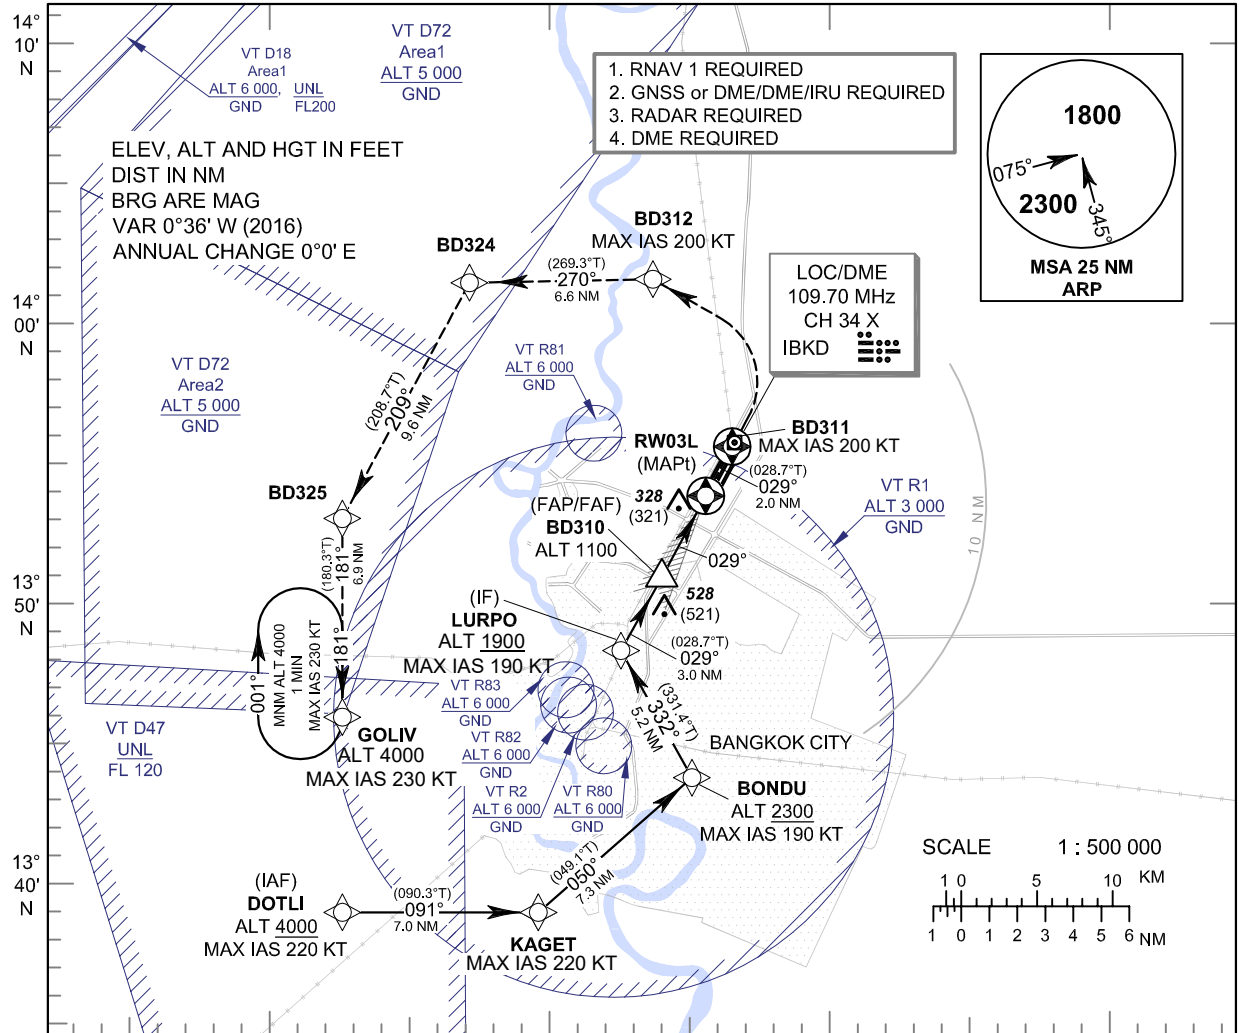 14°
10'
N
VT D18
Area1
ALT 6 000, UNL
GND FL200
VT D72
Area1
ALT 5 000
GND
1. RNAV 1 REQUIRED
2. GNSS or DME/DME/IRU REQUIRED
3. RADAR REQUIRED
4. DME REQUIRED
1800
075°
2300
345°
MSA 25 NM
ARP
ELEV, ALT AND HGT IN FEET
DIST IN NM
BRG ARE MAG
VAR 0°36' W (2016)
ANNUAL CHANGE 0°0' E
BD324
BD312
MAX IAS 200 KT
(269.3°T)
270°
6.6 NM
LOC/DME
109.70 MHz
CH 34 X
IBKD
14°
00'
N
VT D72
Area2
ALT 5 000
GND
VT R81
ALT 6 000
GND
(208.7°T)
209°
9.6 NM
BD311
MAX IAS 200 KT
RW03L
(MAPt)
(028.7°T)
029°
2.0 NM
VT R1
ALT 3 000
GND
10 NM
BD325
328
(321)
(FAP/FAF)
BD310
ALT 1100
029°
(180.3°T)
181°
6.9 NM
13°
50'
N
528
(521)
(IF)
LURPO
ALT 1900
MAX IAS 190 KT
(028.7°T)
029°
3.0 NM
001°
MNM ALT 4000
1 MIN
MAX IAS 230 KT
181°
VT R83
ALT 6 000
GND
(331.4°T)
332°
5.2 NM
VT D47
UNL
FL 120
GOLIV
ALT 4000
MAX IAS 230 KT
VT R82
ALT 6 000
GND
BANGKOK CITY
VT R2
ALT 6 000
GND
VT R80
ALT 6 000
GND
BONDU
ALT 2300
MAX IAS 190 KT
SCALE 1 : 500 000
1 0 5 10 KM
1 0 1 2 3 4 5 6 NM
13°
40'
N
(IAF)
DOTLI
ALT 4000
MAX IAS 220 KT
(090.3°T)
091°
7.0 NM
(049.1°T)
050°
7.3 NM
KAGET
MAX IAS 220 KT